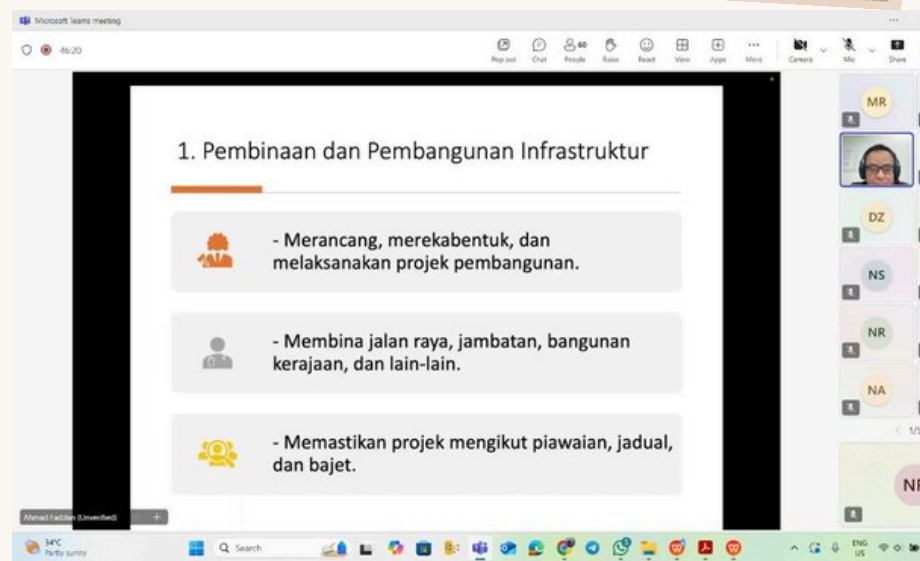 Microsoft Teams meeting
46:20
60
Pop out Chat People Raise React View Apps More Camera Mic Share
MR
1. Pembinaan dan Pembangunan Infrastruktur
- Merancang, merekabentuk, dan
melaksanakan projek pembangunan.
DZ
NS
- Membina jalan raya, jambatan, bangunan
kerajaan, dan lain-lain.
NR
NA
- Memastikan projek mengikut piawaian, jadual,
dan bajet.
(Unverified)
34°C
Partly sunny
Search
ENG
US